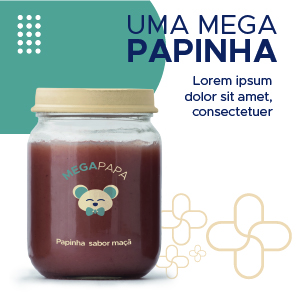 UMA MEGA
PAPINHA
Lorem ipsum
dolor sit amet,
consectetuer
MEGAPAPA
Papinha sabor maçã